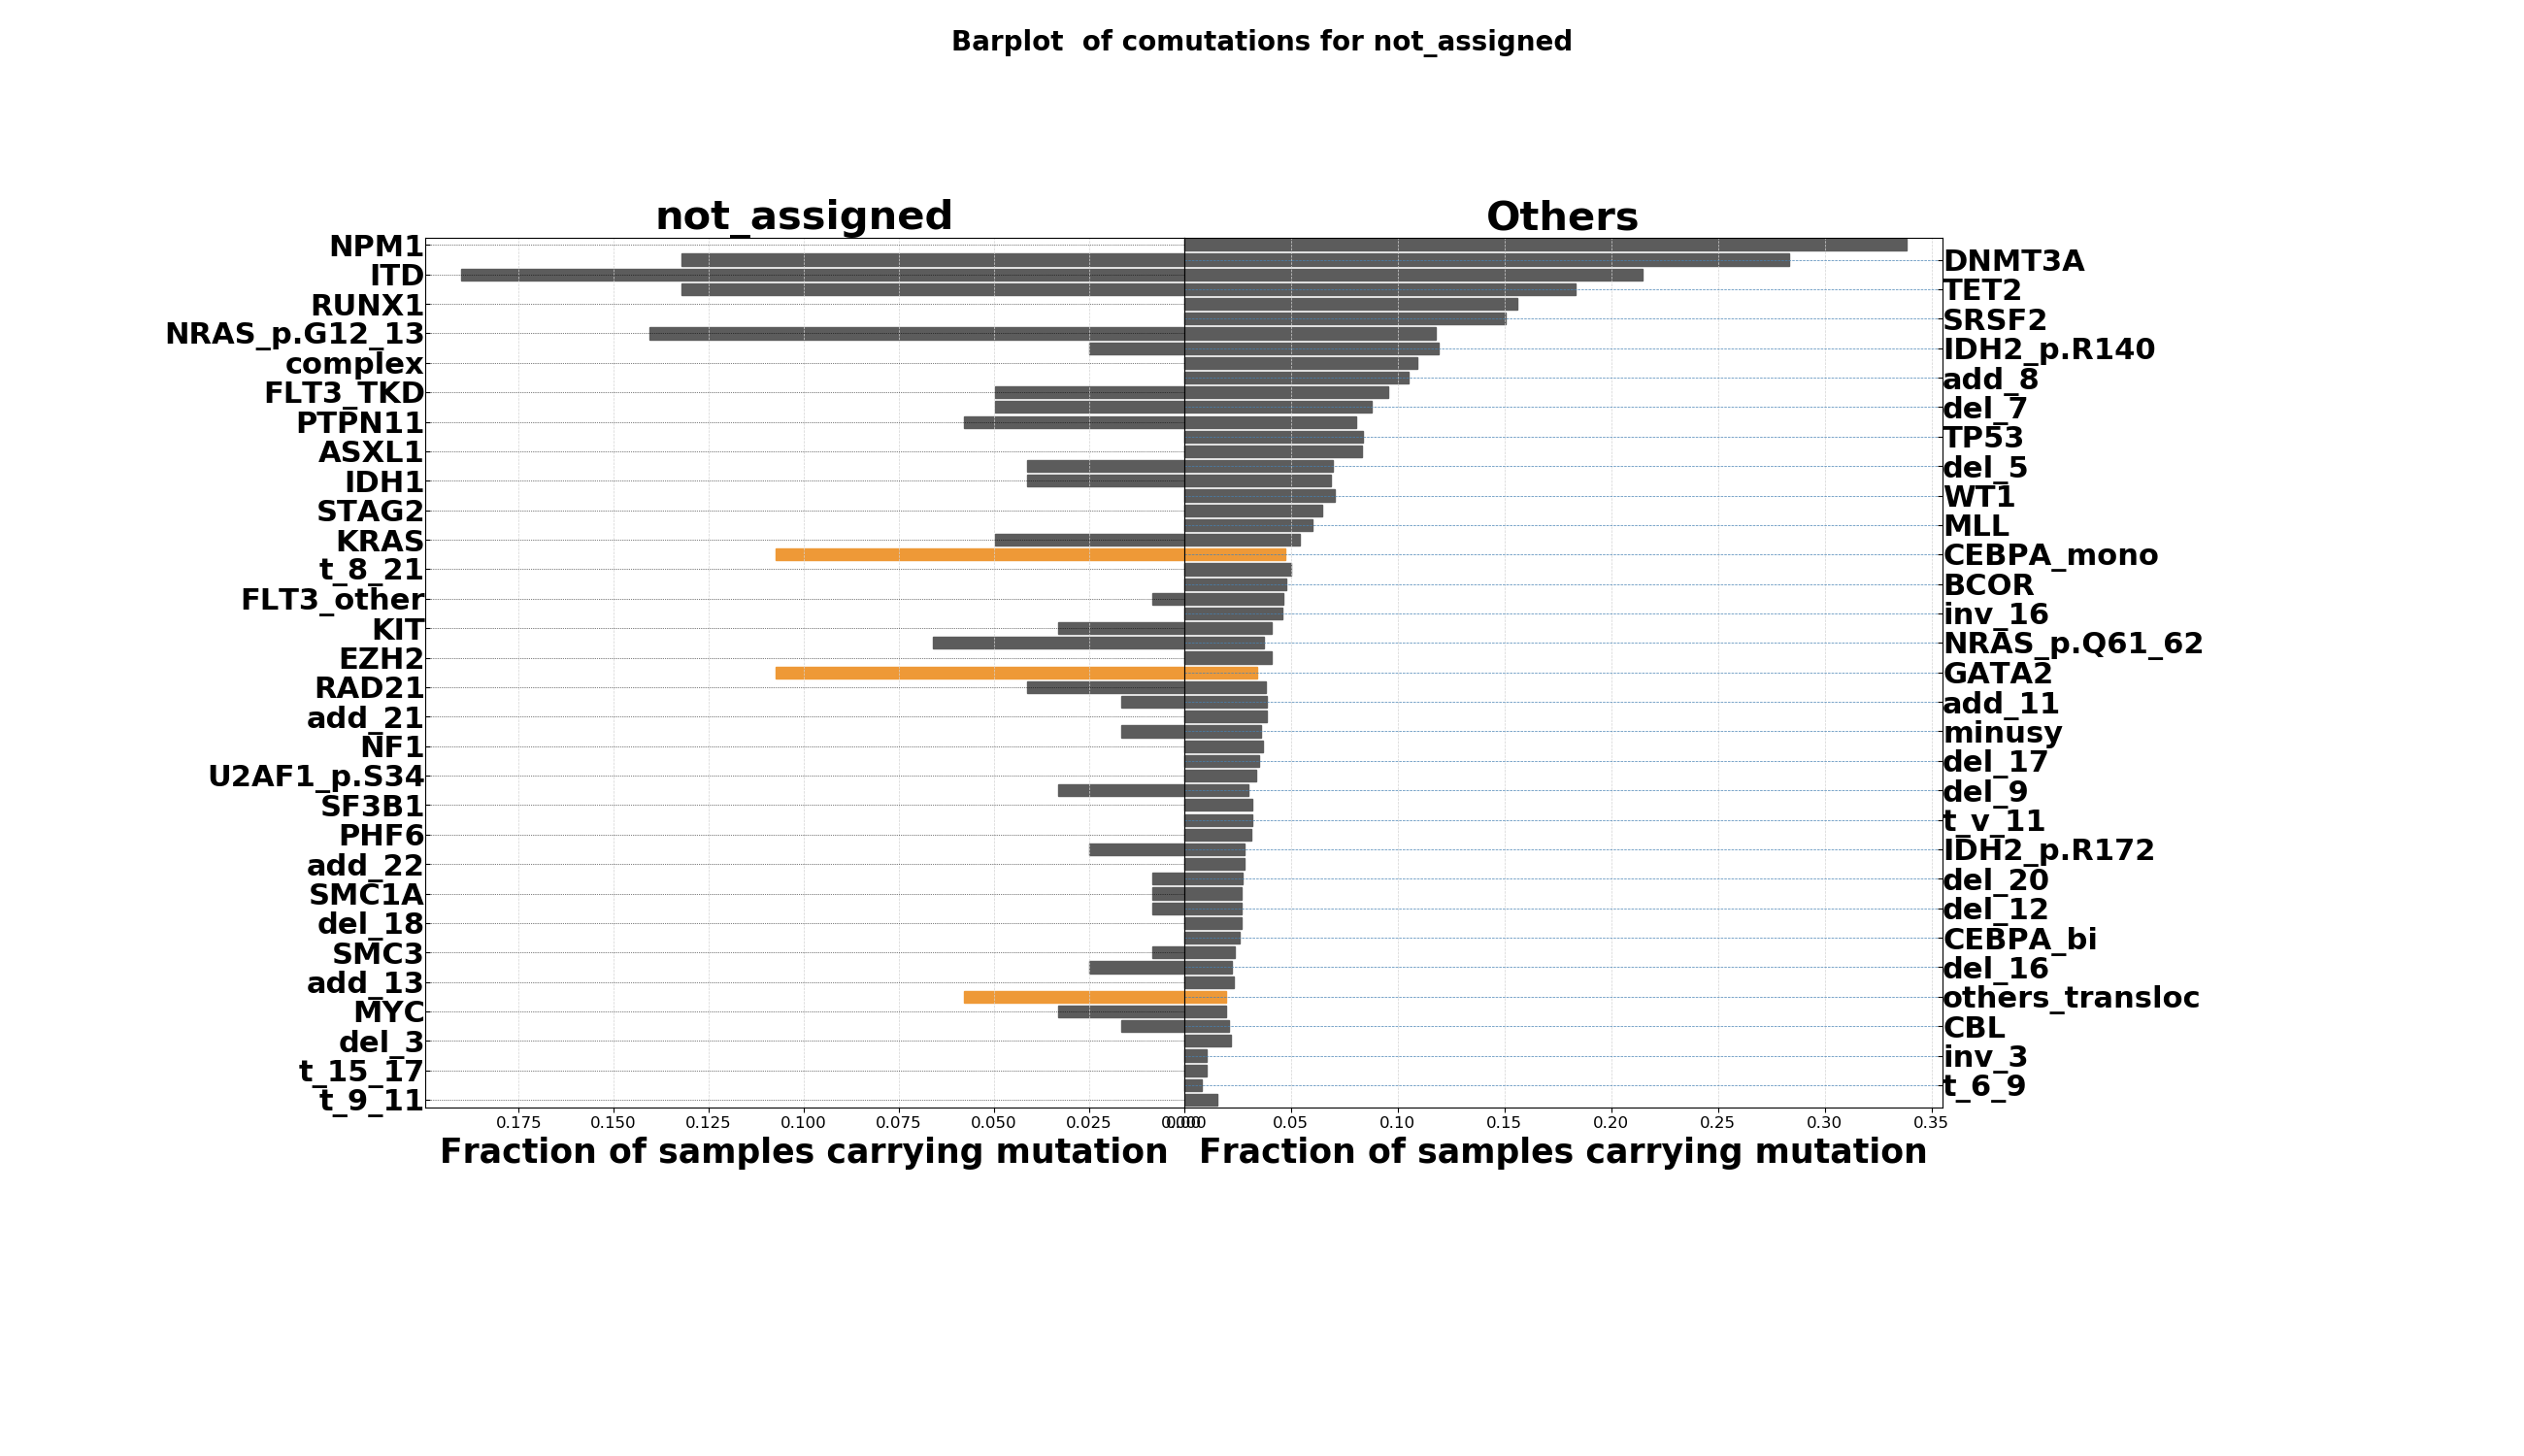 Barplot  of comutations for not_assigned
not_assigned
Others
NPM1
DNMT3A
ITD
TET2
RUNX1
SRSF2
NRAS_p.G12_13
IDH2_p.R140
complex
add_8
FLT3_TKD
del_7
PTPN11
TP53
ASXL1
del_5
IDH1
WT1
STAG2
MLL
KRAS
CEBPA_mono
t_8_21
BCOR
FLT3_other
inv_16
KIT
NRAS_p.Q61_62
EZH2
GATA2
RAD21
add_11
add_21
minusy
NF1
del_17
U2AF1_p.S34
del_9
SF3B1
t_v_11
PHF6
IDH2_p.R172
add_22
del_20
SMC1A
del_12
del_18
CEBPA_bi
SMC3
del_16
add_13
others_transloc
MYC
CBL
del_3
inv_3
t_15_17
t_6_9
t_9_11
0.175 0.150 0.125 0.100 0.075 0.050 0.025 0.000 0.00 0.05 0.10 0.15 0.20 0.25 0.30 0.35
Fraction of samples carrying mutation
Fraction of samples carrying mutation